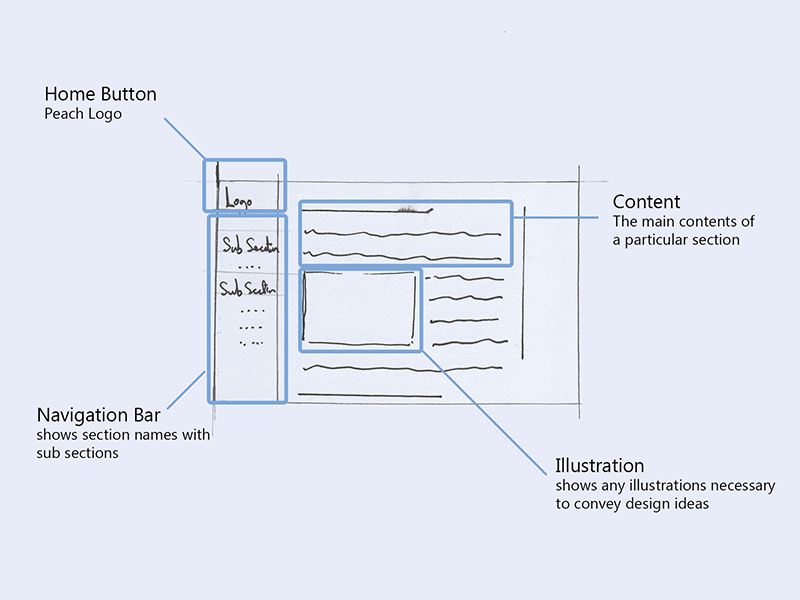 Home Button
Peach Logo
Logo
Sub Section
Sub Section
Content
The main contents of
a particular section
Navigation Bar
shows section names with
sub sections
Illustration
shows any illustrations necessary
to convey design ideas